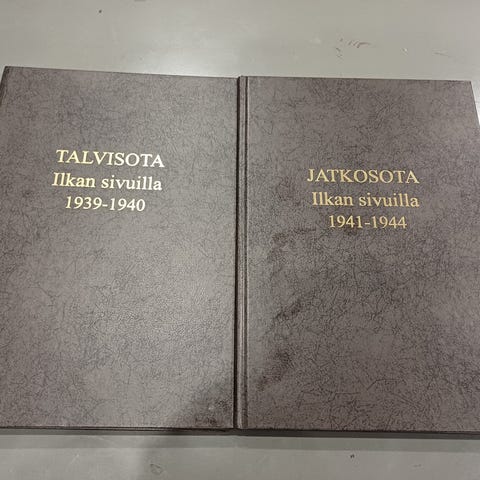 TALVISOTA
Ilkan sivuilla
1939-1940
JATKOSOTA
Ilkan sivuilla
1941-1944